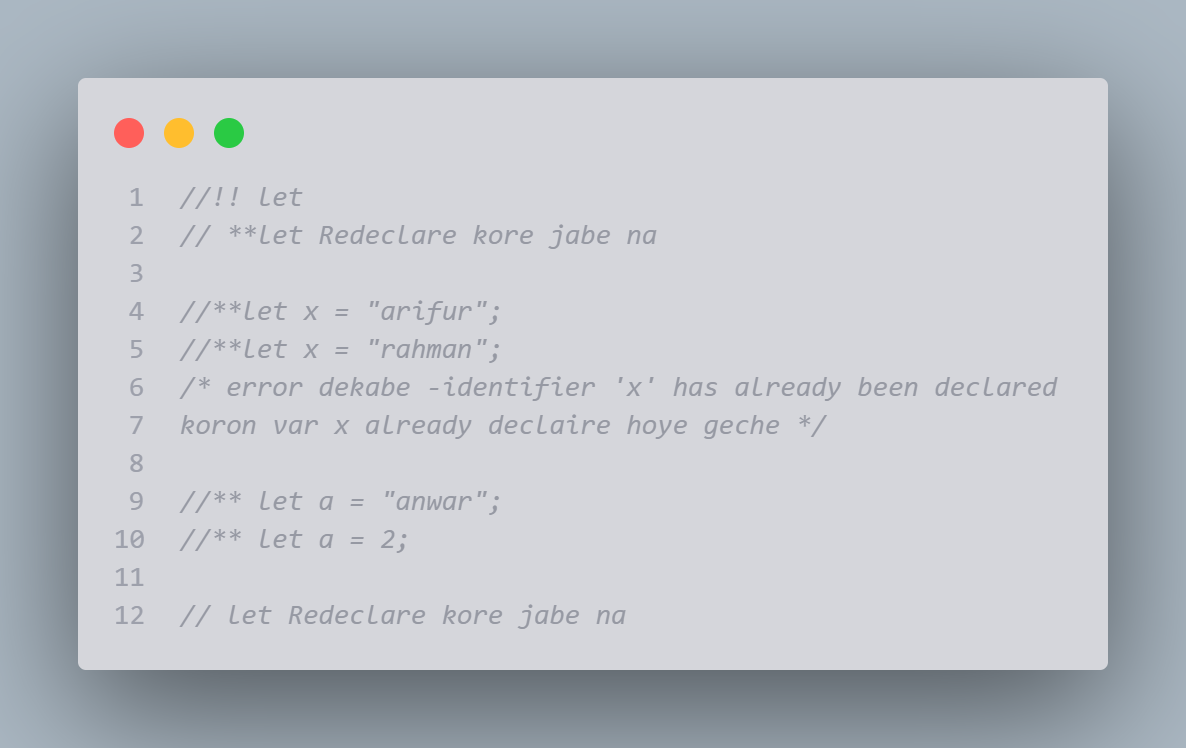 1 //!! let
2 // **let Redeclare kore jabe na
3
4 //**let x = "arifur";
5 //**let x = "rahman";
6 /* error dekabe -identifier 'x' has already been declared
7 koron var x already declaire hoye geche */
8
9 //** let a = "anwar";
10 //** let a = 2;
11
12 // let Redeclare kore jabe na